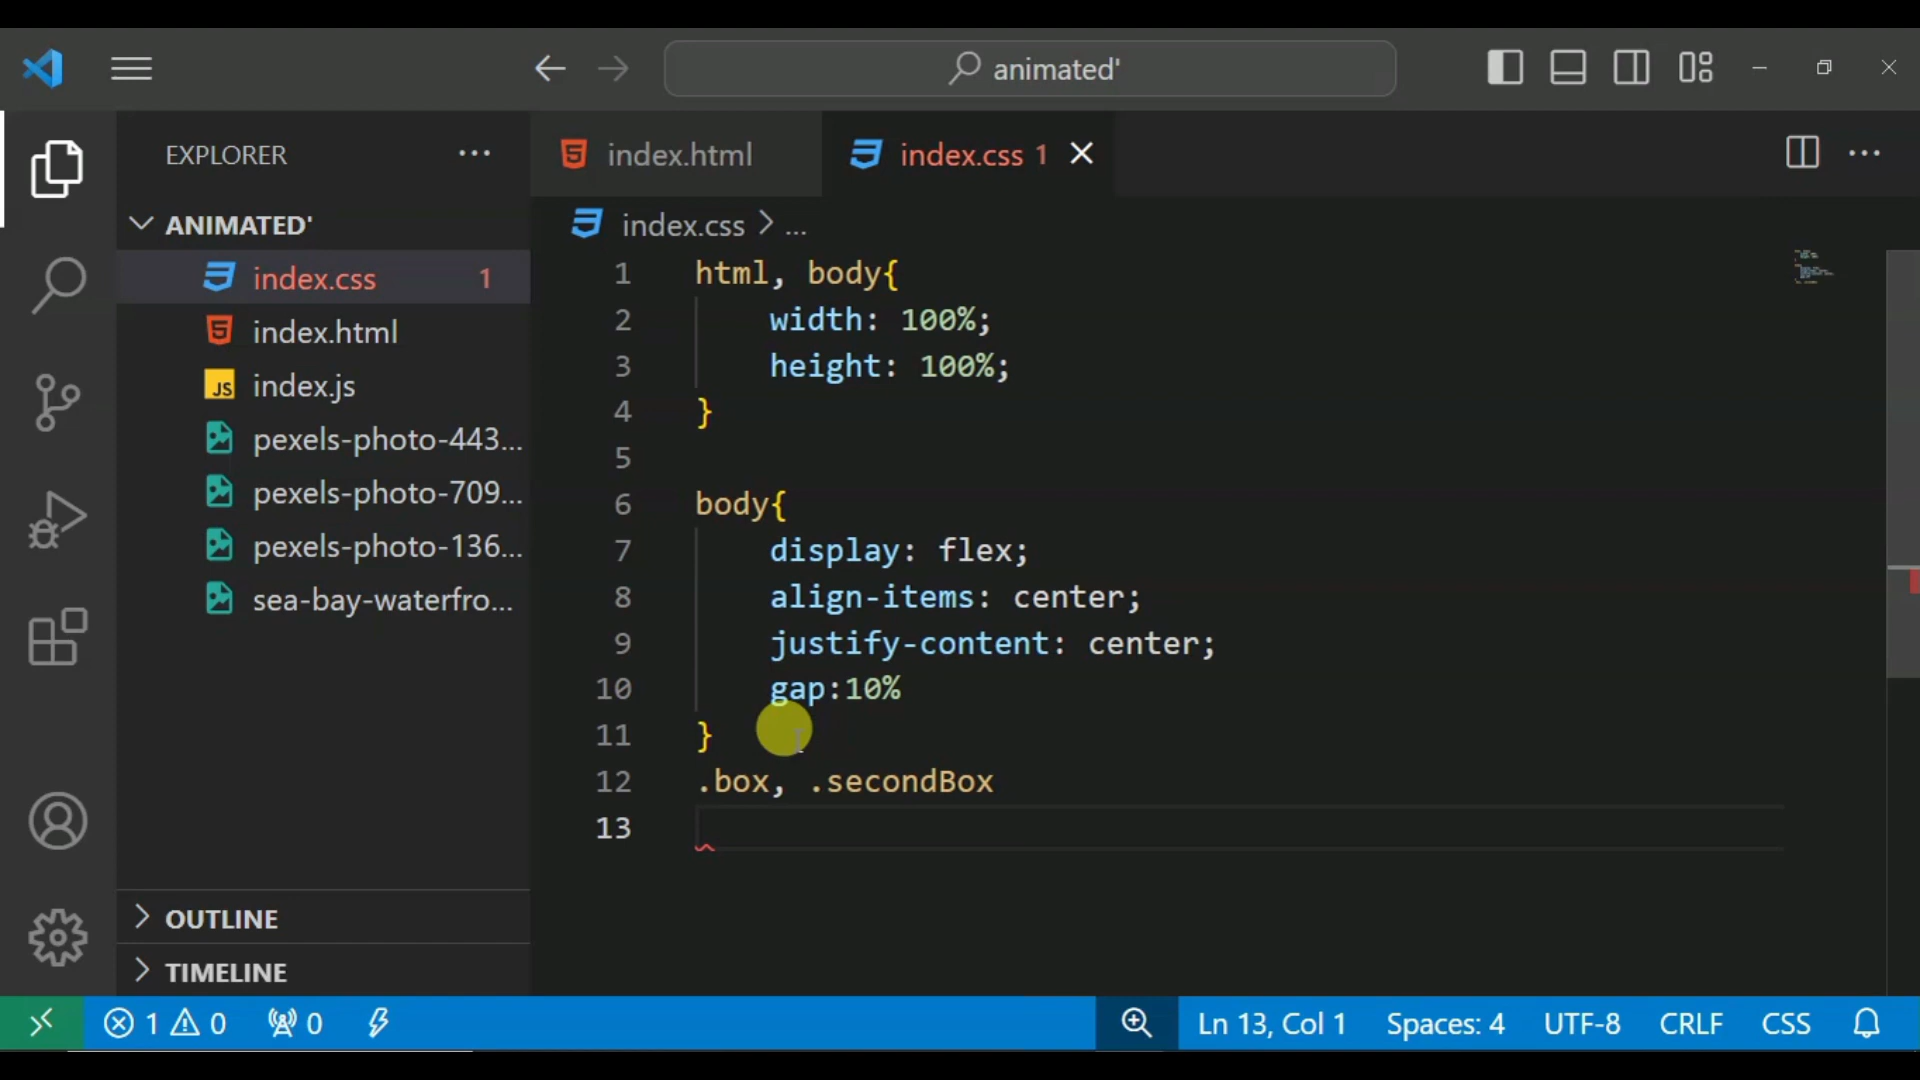 animated'
EXPLORER
ANIMATED'
index.css 1
index.html
JS index.js
pexels-photo-443...
pexels-photo-709...
pexels-photo-136...
sea-bay-waterfro...
OUTLINE
TIMELINE
index.html
index.css 1
index.css > ...
1 html, body{
2 width: 100%;
3 height: 100%;
4 }
5
6 body{
7 display: flex;
8 align-items: center;
9 justify-content: center;
10 gap:10%
11 }
12 .box, .secondBox
13
1 0 0
Ln 13, Col 1 Spaces: 4 UTF-8 CRLF CSS